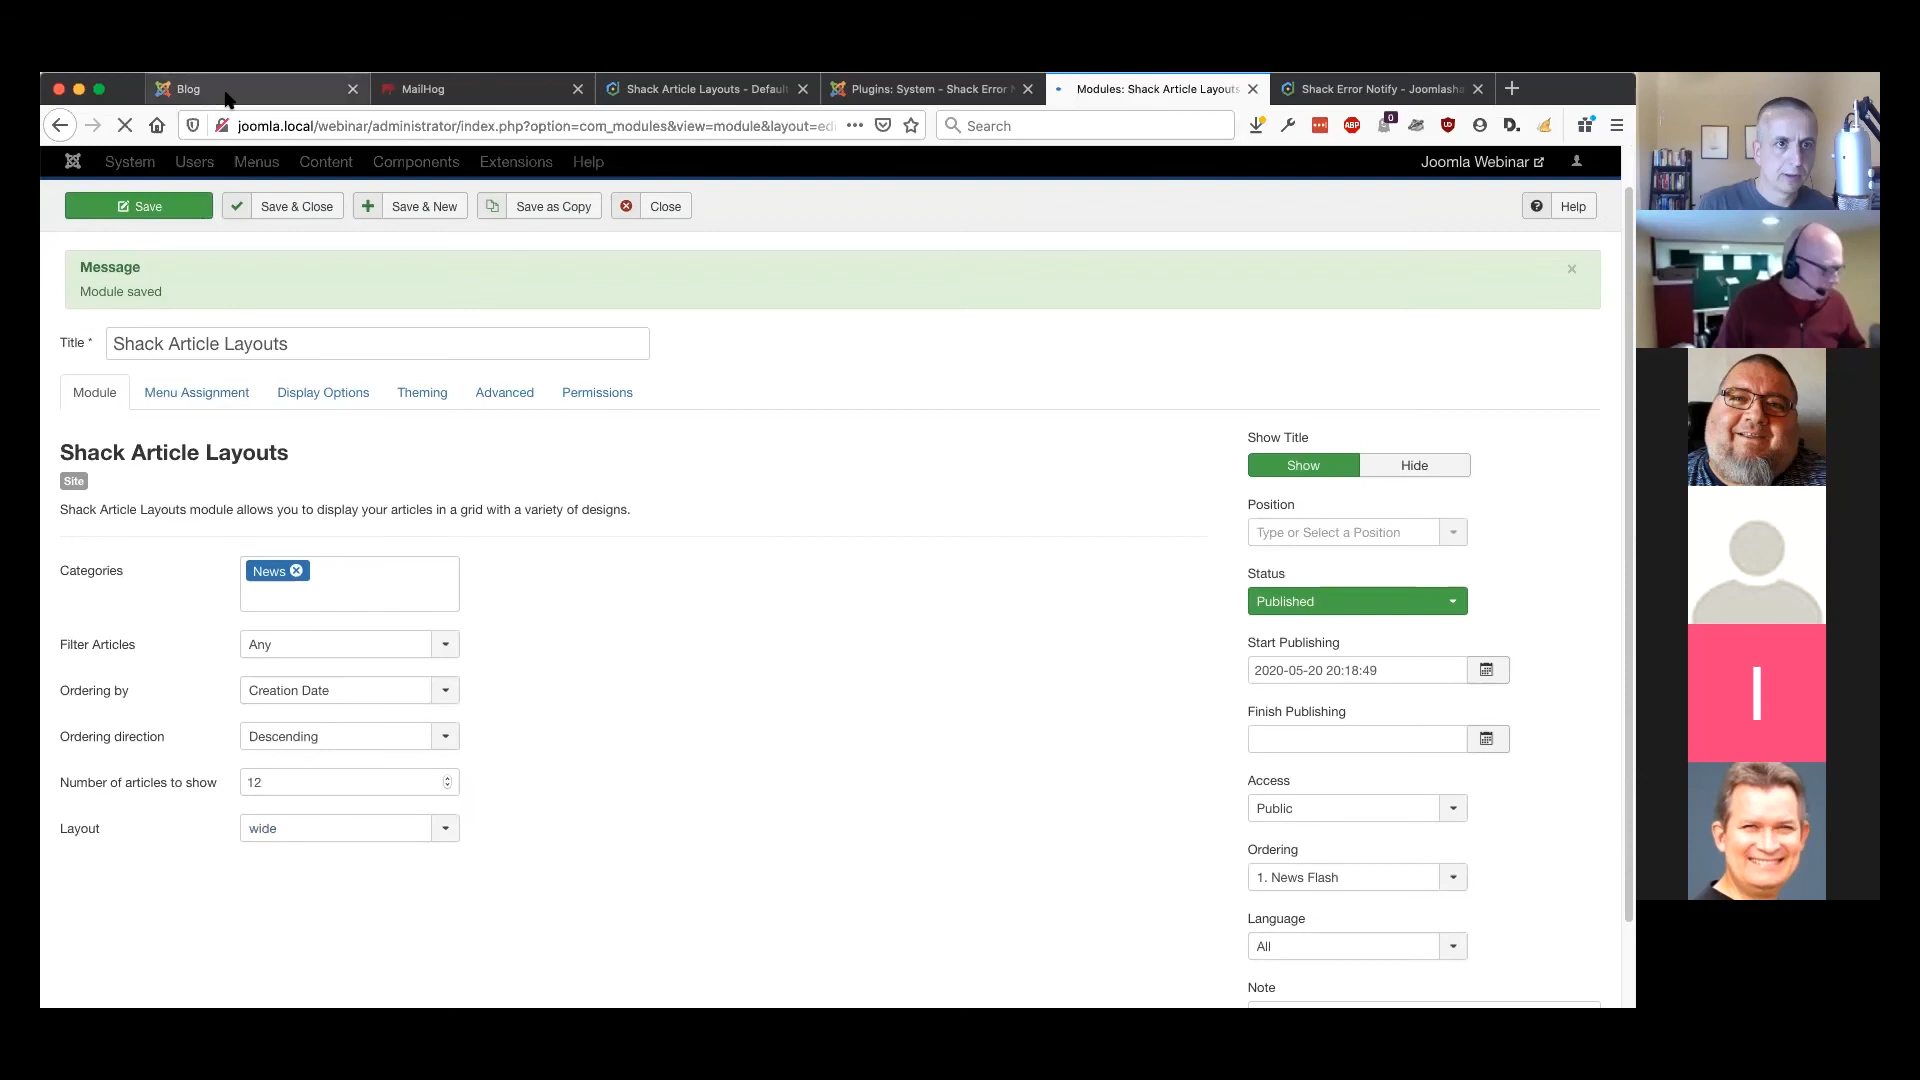 Blog
MailHog
Shack Article Layouts - Default
Plugins: System - Shack Error N
Modules: Shack Article Layouts
Shack Error Notify - Joomlasha
joomla.local/webinar/administrator/index.php?option=com_modules&view=module&layout=edi
Search
ABP
0
D.
System
Users
Menus
Content
Components
Extensions
Help
Joomla Webinar
Save
Save & Close
Save & New
Save as Copy
Close
Help
Message
Module saved
Title *
Shack Article Layouts
Module
Menu Assignment
Display Options
Theming
Advanced
Permissions
Shack Article Layouts
Site
Shack Article Layouts module allows you to display your articles in a grid with a variety of designs.
Categories
News
Filter Articles
Any
Ordering by
Creation Date
Ordering direction
Descending
Number of articles to show
12
Layout
wide
Show Title
Show
Hide
Position
Type or Select a Position
Status
Published
Start Publishing
2020-05-20 20:18:49
Finish Publishing
Access
Public
Ordering
1. News Flash
Language
All
Note
I